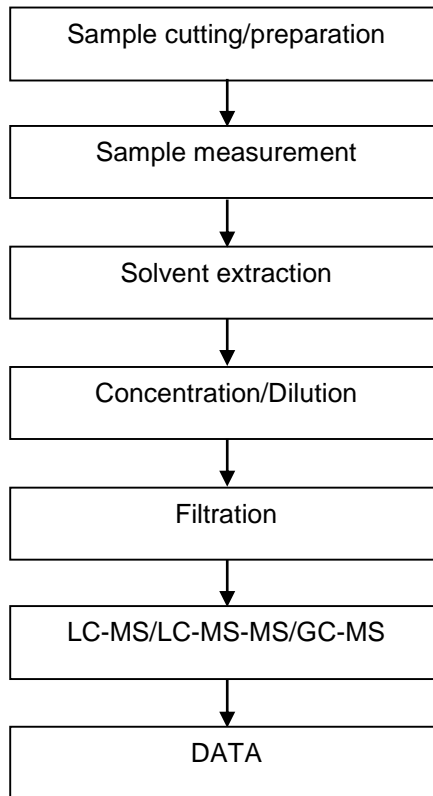 Sample cutting/preparation
Sample measurement
Solvent extraction
Concentration/Dilution
Filtration
LC-MS/LC-MS-MS/GC-MS
DATA